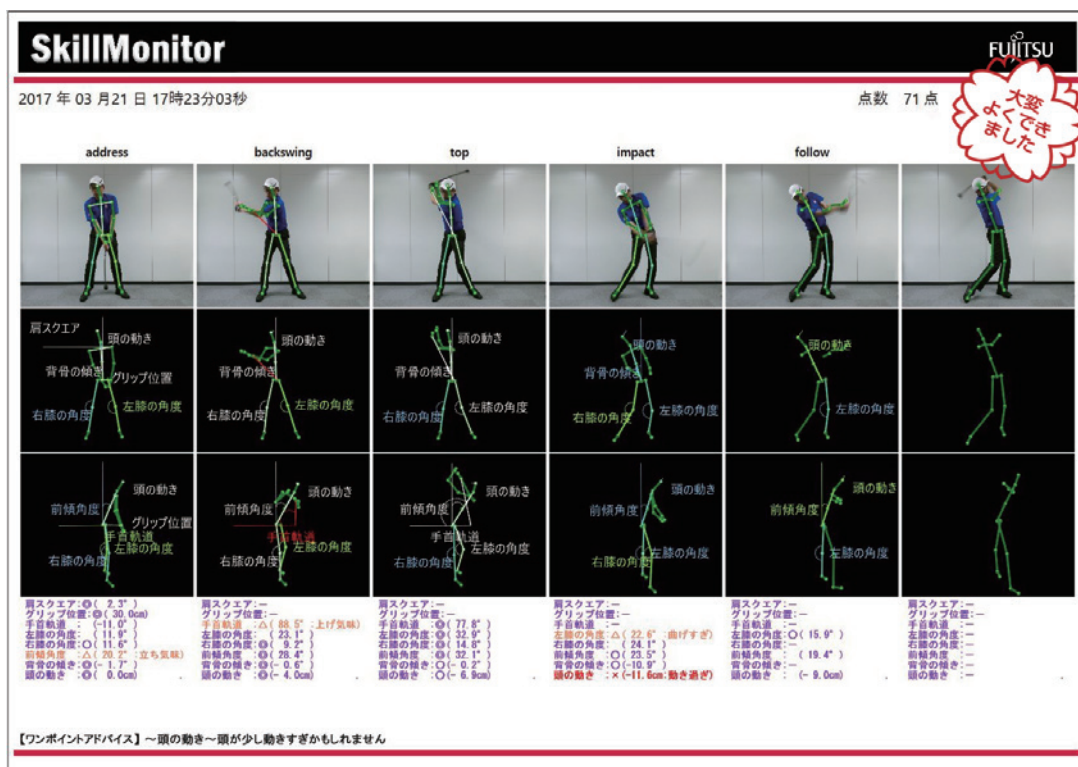 SkillMonitor
FUJITSU
2017 年 03 月21 日 17時23分03秒
点数 71 点
大変
よくでき
ました
address
backswing
top
impact
follow
肩スクエア
頭の動き
背骨の傾き
グリップ位置
右膝の角度
左膝の角度
頭の動き
背骨の傾き
右膝の角度
左膝の角度
頭の動き
背骨の傾き
右膝の角度
左膝の角度
頭の動き
背骨の傾き
右膝の角度
左膝の角度
頭の動き
左膝の角度
頭の動き
前傾角度
グリップ位置
手首軌道
左膝の角度
右膝の角度
頭の動き
前傾角度
手首軌道
左膝の角度
右膝の角度
頭の動き
前傾角度
手首軌道
左膝の角度
右膝の角度
頭の動き
前傾角度
左膝の角度
右膝の角度
頭の動き
前傾角度
左膝の角度
肩スクエア:◎( 2.3° )
グリップ位置:◎( 30.0cm)
手首軌道 : (-11.0°)
左膝の角度: ( 11.9° )
右膝の角度:○( 11.6° )
前傾角度 :△( 20.2° :立ち気味)
背骨の傾き:◎(- 1.7° )
頭の動き :◎( 0.0cm)
肩スクエア:−
グリップ位置:−
手首軌道 :△( 88.5° :上げ気味)
左膝の角度: ( 23.1° )
右膝の角度:◎( 9.2° )
前傾角度 :◎( 28.4° )
背骨の傾き:◎(- 0.6° )
頭の動き :◎(- 4.0cm)
肩スクエア:−
グリップ位置:−
手首軌道 :◎( 77.8° )
左膝の角度:◎( 32.9° )
右膝の角度:◎( 14.8° )
前傾角度 :◎( 32.1° )
背骨の傾き:◎(- 0.2° )
頭の動き :○(- 6.9cm)
肩スクエア:−
グリップ位置:−
手首軌道 :−
左膝の角度:△( 22.6° :曲げすぎ)
右膝の角度: ( 24.1° )
前傾角度 :○( 23.5° )
背骨の傾き:○(-10.9° )
頭の動き :×(-11.6cm:動き過ぎ)
肩スクエア:−
グリップ位置:−
手首軌道 :−
左膝の角度:○( 15.9° )
右膝の角度:−
前傾角度 : ( 19.4° )
背骨の傾き:−
頭の動き : (- 9.0cm)
肩スクエア:−
グリップ位置:−
手首軌道 :−
左膝の角度:−
右膝の角度:−
前傾角度 :−
背骨の傾き:−
頭の動き :−
【ワンポイントアドバイス】 ～頭の動き～頭が少し動きすぎかもしれません